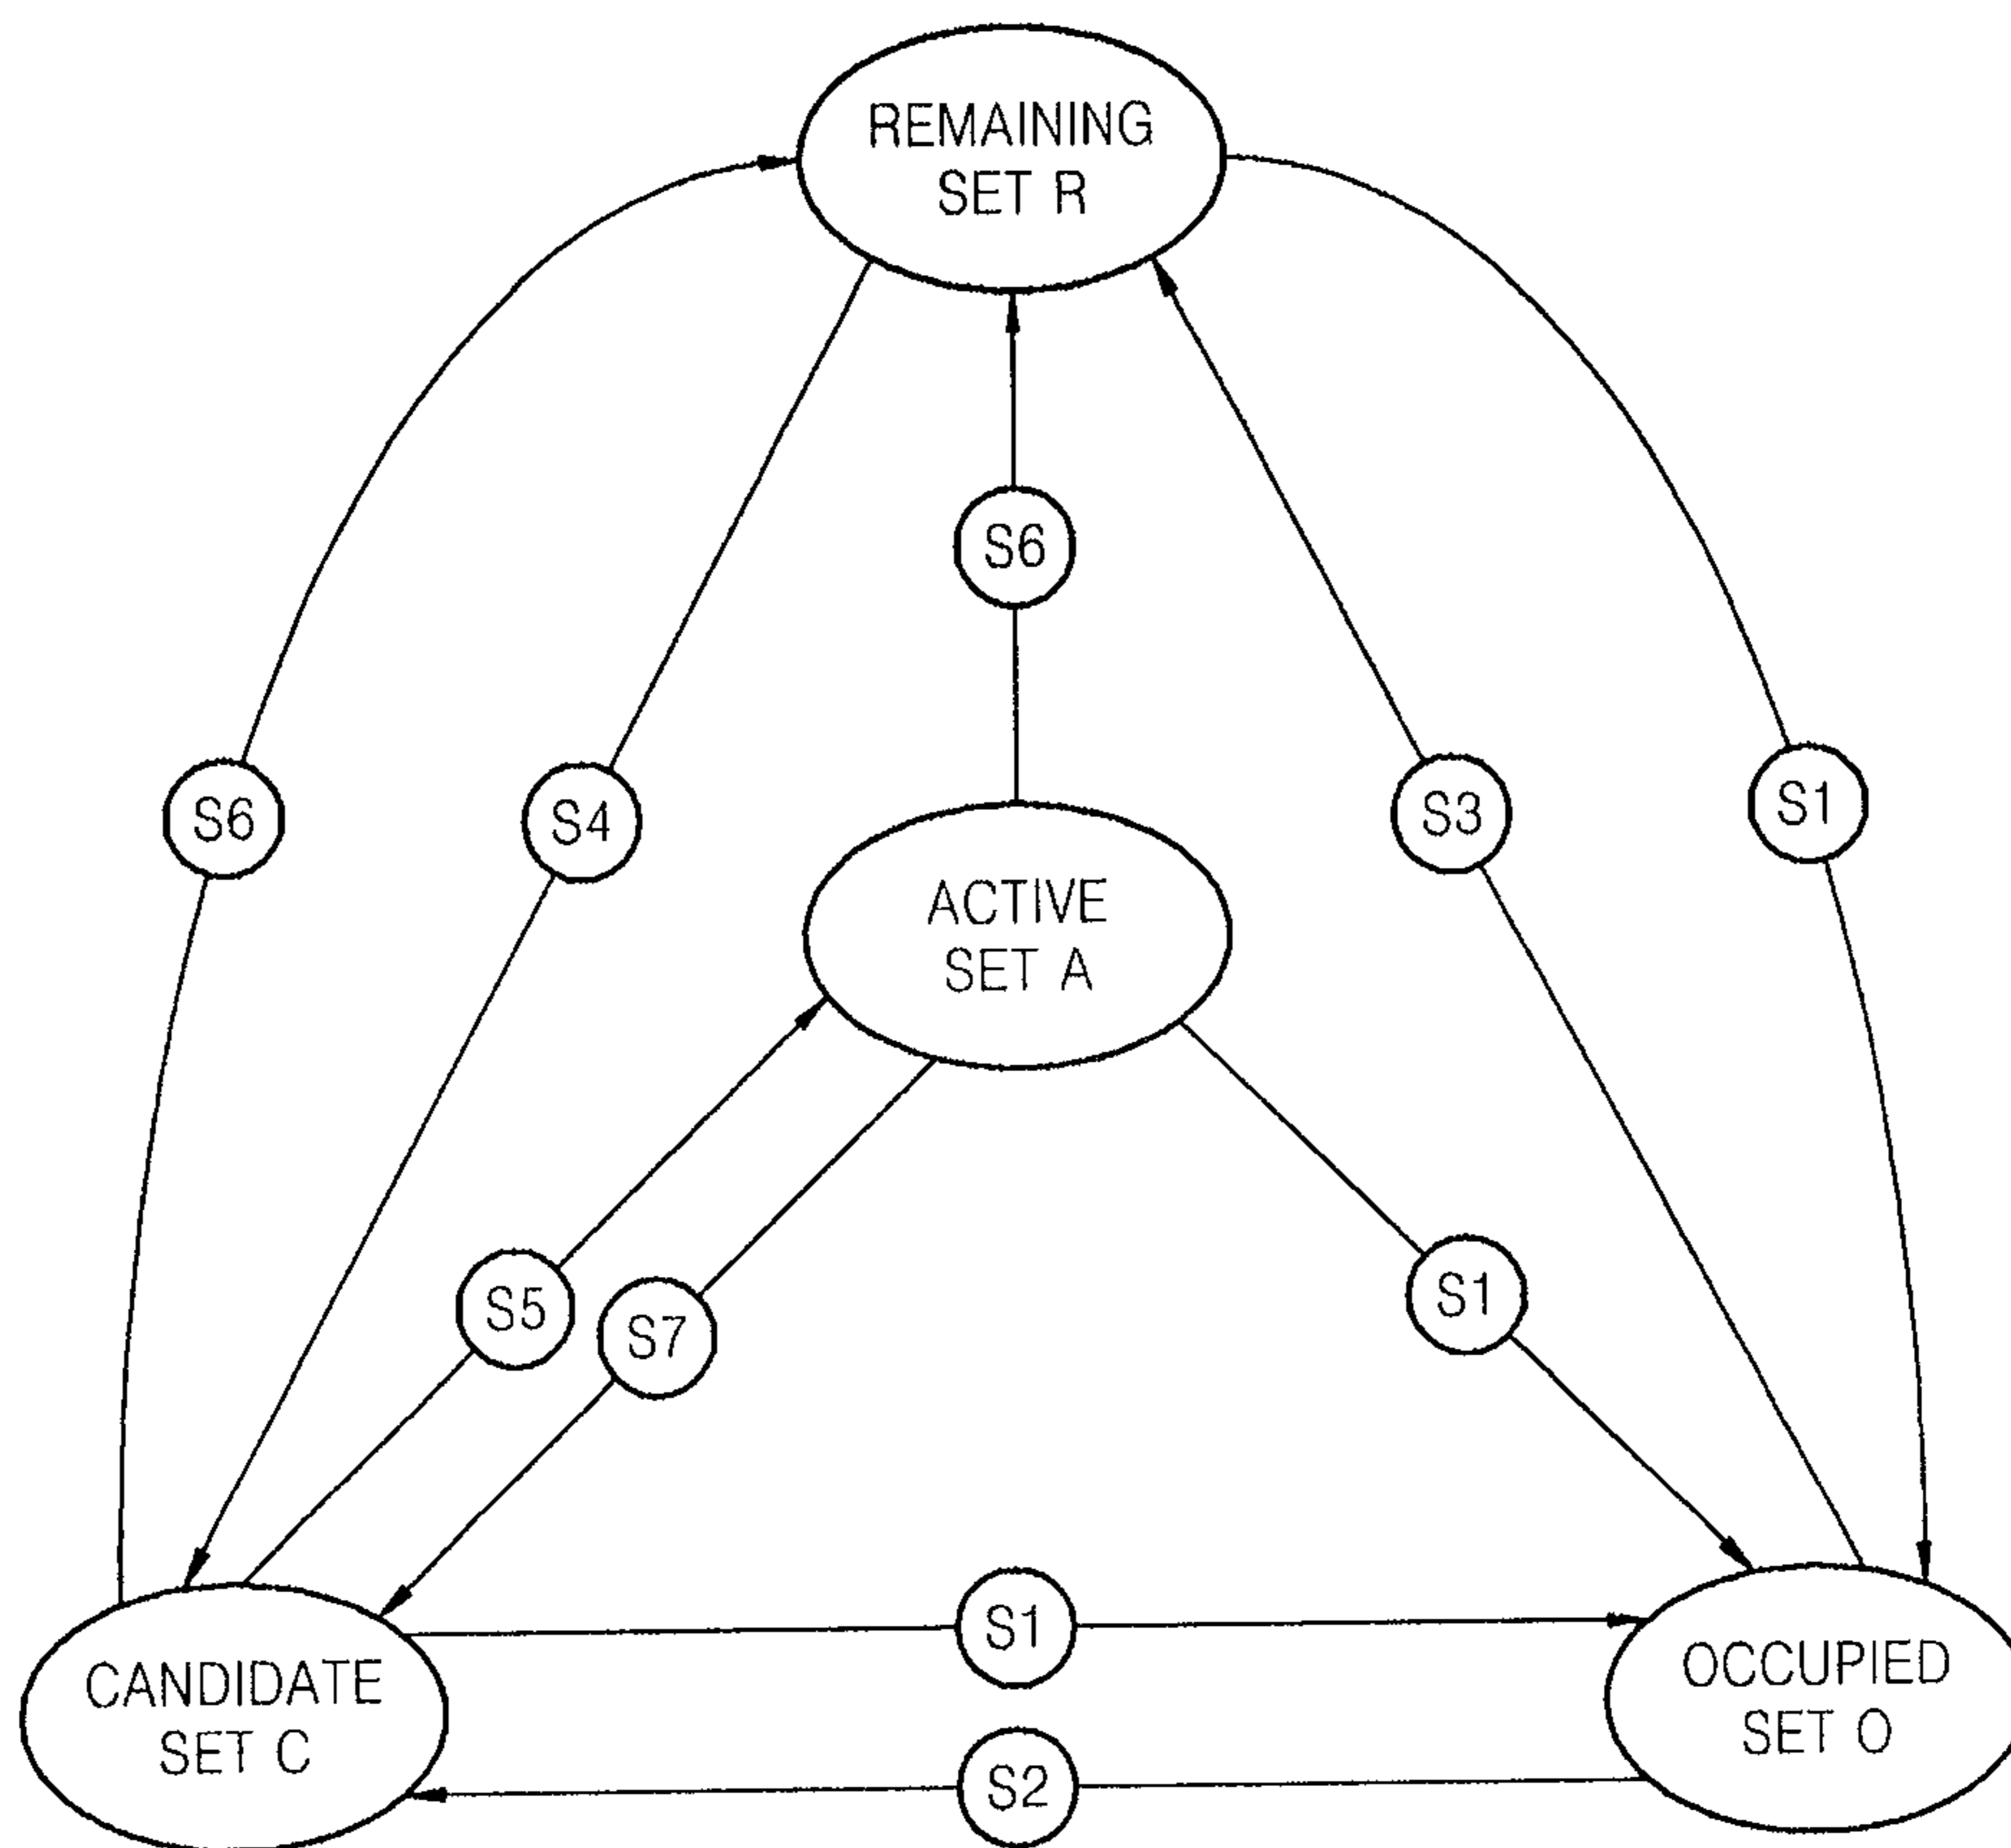 REMAINING
SET R
S6
S6
S4
S3
S1
ACTIVE
SET A
S5
S7
S1
S1
CANDIDATE
SET C
OCCUPIED
SET O
S2